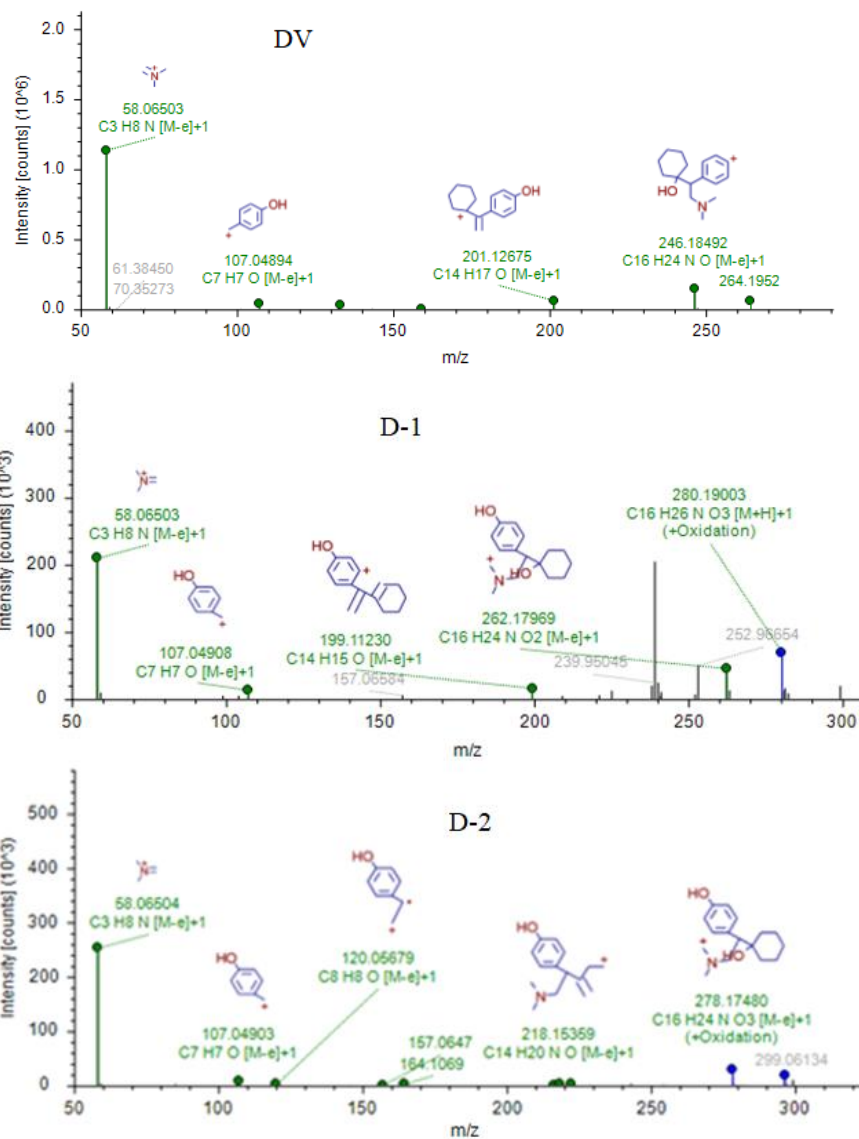 DV
Intensity [counts] (10^6)
2.0
1.5
1.0
0.5
0.0
58.06503
C3 H8 N [M-e]+1
61.38450
70.35273
OH
107.04894
C7 H7 O [M-e]+1
OH
201.12675
C14 H17 O [M-e]+1
HO
N
246.18492
C16 H24 N O [M-e]+1
264.1952
50 100 150 200 250
m/z
D-1
Intensity [counts] (10^3)
400
300
200
100
0
N
58.06503
C3 H8 N [M-e]+1
HO
107.04908
C7 H7 O [M-e]+1
HO
199.11230
C14 H15 O [M-e]+1
157.06584
HO
N
HO
262.17969
C16 H24 N O2 [M-e]+1
239.95045
252.96654
280.19003
C16 H26 N O3 [M+H]+1
(+Oxidation)
50 100 150 200 250 300
m/z
D-2
Intensity [counts] (10^3)
500
400
300
200
100
0
N
58.06504
C3 H8 N [M-e]+1
HO
107.04903
C7 H7 O [M-e]+1
HO
120.05679
C8 H8 O [M-e]+1
157.0647
164.1069
HO
N
218.15359
C14 H20 N O [M-e]+1
HO
N
HO
278.17480
C16 H24 N O3 [M-e]+1
(+Oxidation)
299.06134
50 100 150 200 250 300
m/z